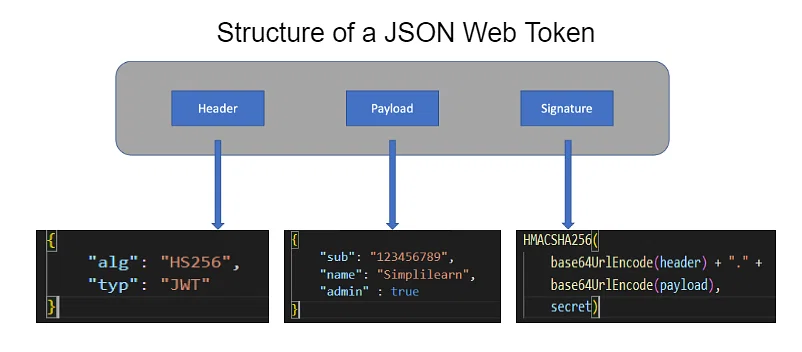 Structure of a JSON Web Token
Header
Payload
Signature
{
"alg": "HS256",
"typ": "JWT"
}
{
"sub": "123456789",
"name": "Simplilearn",
"admin" : true
}
HMACSHA256(
base64UrlEncode(header) + "." +
base64UrlEncode(payload),
secret)